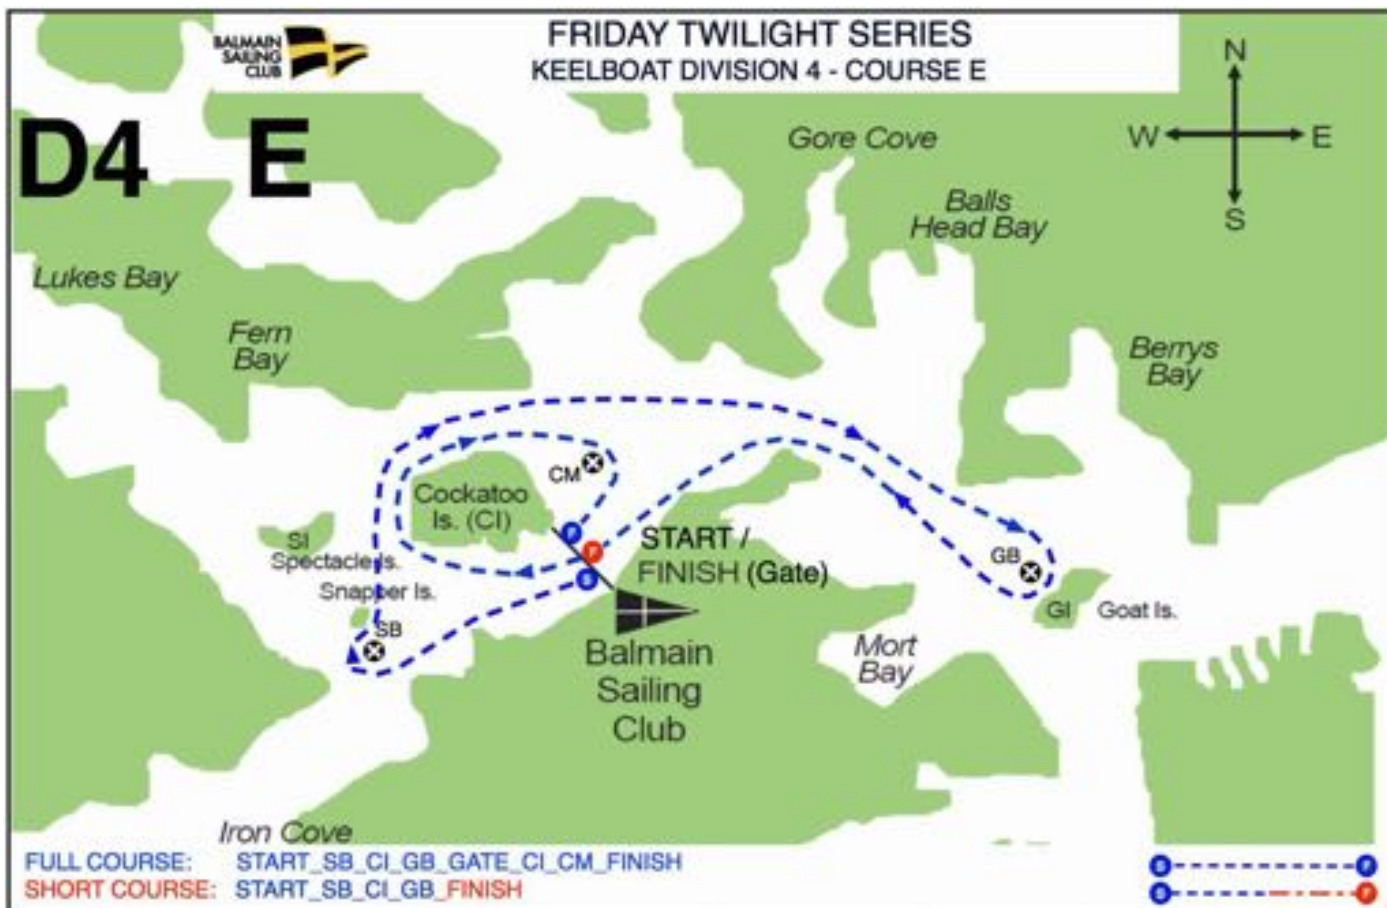 BALMAIN
SAILING
CLUB
FRIDAY TWILIGHT SERIES
KEELBOAT DIVISION 4 - COURSE E
N
W E
S
D4 E
Gore Cove
Balls
Head Bay
Lukes Bay
Fern
Bay
Berrys
Bay
CM
Cockatoo
Is. (CI)
SI
Spectacle Is.
Snapper Is.
SB
F
F
S
START /
FINISH (Gate)
GB
GI Goat Is.
Mort
Bay
Balmain
Sailing
Club
Iron Cove
FULL COURSE: START_SB_CI_GB_GATE_CI_CM_FINISH
SHORT COURSE: START_SB_CI_GB_FINISH
S F
S F